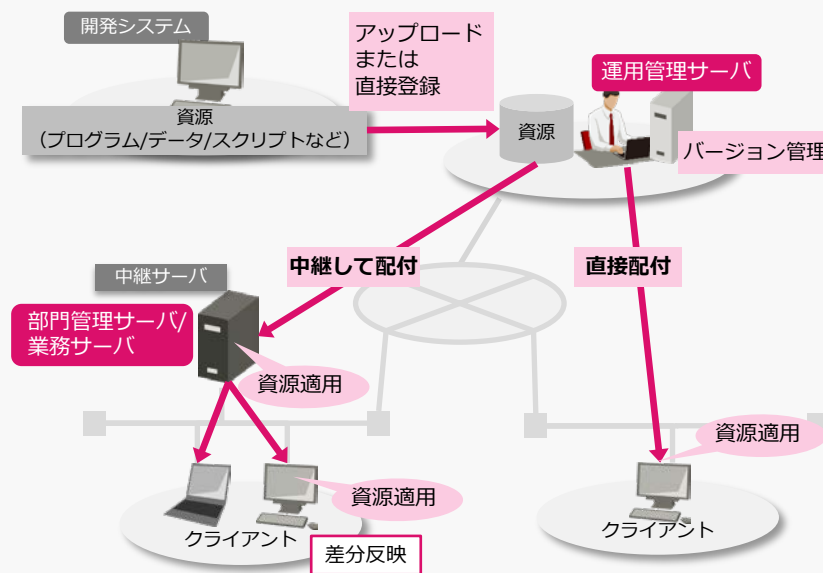 開発システム
アップロード
または
直接登録
運用管理サーバ
資源
(プログラム/データ/スクリプトなど)
資源
バージョン管理
中継して配付
直接配付
中継サーバ
部門管理サーバ/
業務サーバ
資源適用
資源適用
資源適用
クライアント
クライアント
差分反映